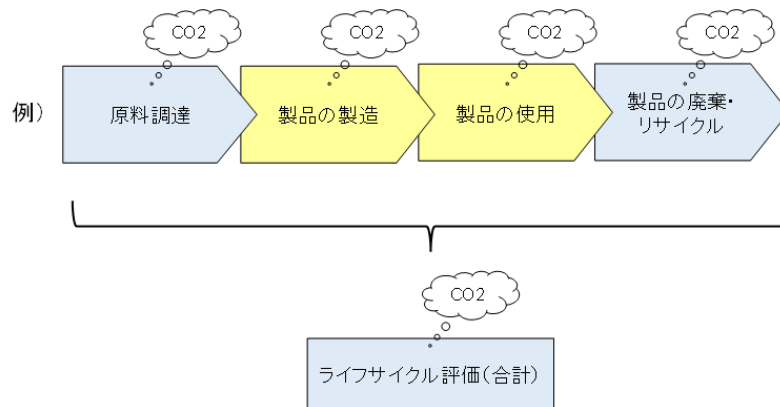 CO2
CO2
CO2
CO2
例）
原料調達
製品の製造
製品の使用
製品の廃棄・
リサイクル
CO2
ライフサイクル評価（合計）